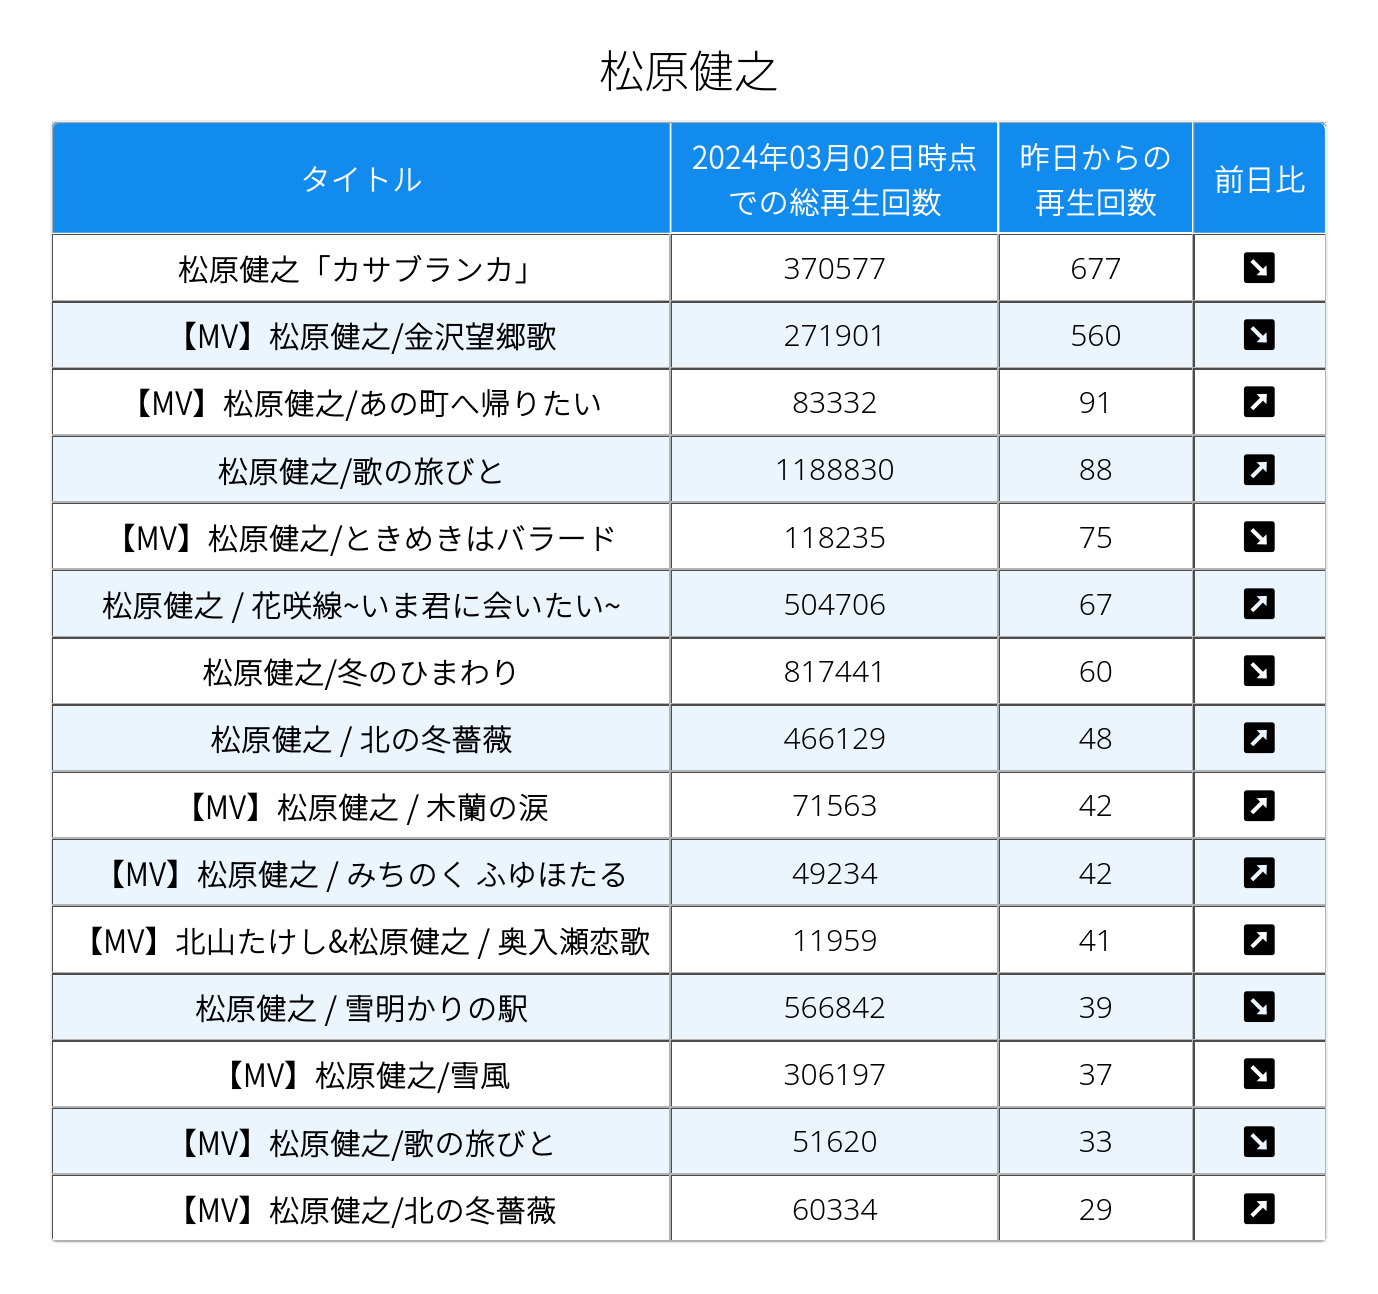 松原健之
タイトル
2024年03月02日時点
での総再生回数
昨日からの
再生回数
前日比
松原健之「カサブランカ」 370577 677 ↘
【MV】松原健之/金沢望郷歌 271901 560 ↘
【MV】松原健之/あの町へ帰りたい 83332 91 ↗
松原健之/歌の旅びと 1188830 88 ↗
【MV】松原健之/ときめきはバラード 118235 75 ↘
松原健之 / 花咲線~いま君に会いたい~ 504706 67 ↗
松原健之/冬のひまわり 817441 60 ↘
松原健之 / 北の冬薔薇 466129 48 ↗
【MV】松原健之 / 木蘭の涙 71563 42 ↗
【MV】松原健之 / みちのく ふゆほたる 49234 42 ↗
【MV】北山たけし&松原健之 / 奥入瀬恋歌 11959 41 ↗
松原健之 / 雪明かりの駅 566842 39 ↘
【MV】松原健之/雪風 306197 37 ↘
【MV】松原健之/歌の旅びと 51620 33 ↘
【MV】松原健之/北の冬薔薇 60334 29 ↗